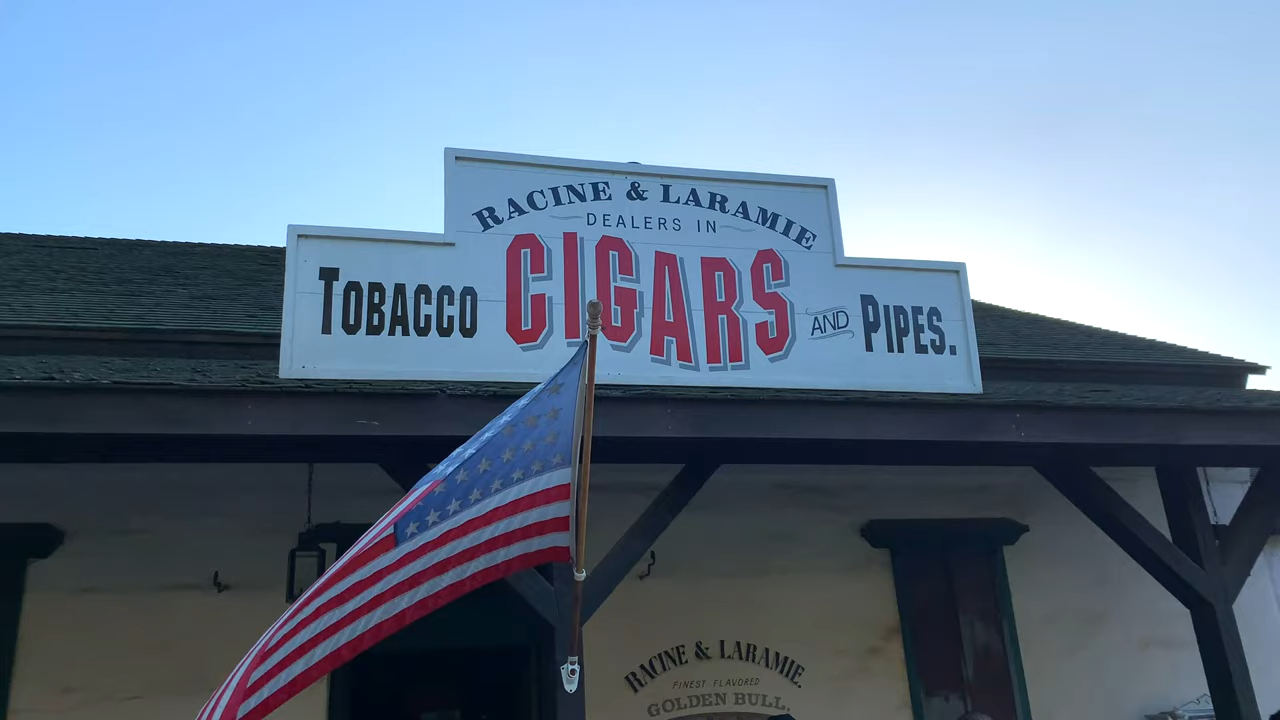 RACINE & LARAMIE
DEALERS IN
TOBACCO CIGARS AND PIPES.
RACINE & LARAMIE.
FINEST FLAVORED
GOLDEN BULL.